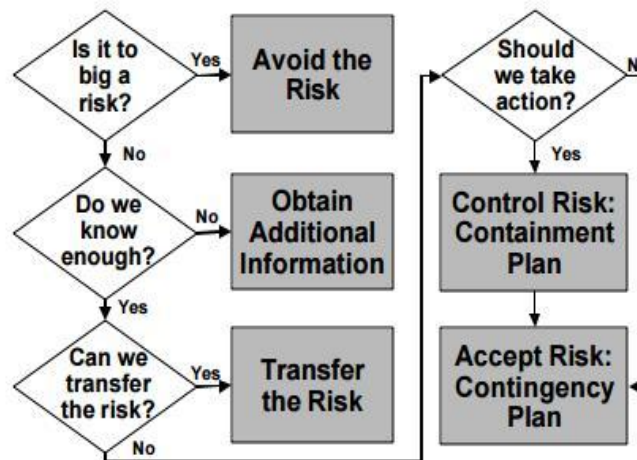 Is it to
big a
risk?
Yes
Avoid the
Risk
No
Do we
know
enough?
No
Obtain
Additional
Information
Yes
Can we
transfer
the risk?
Yes
Transfer
the Risk
No
Should
we take
action?
N
Yes
Control Risk:
Containment
Plan
Accept Risk:
Contingency
Plan